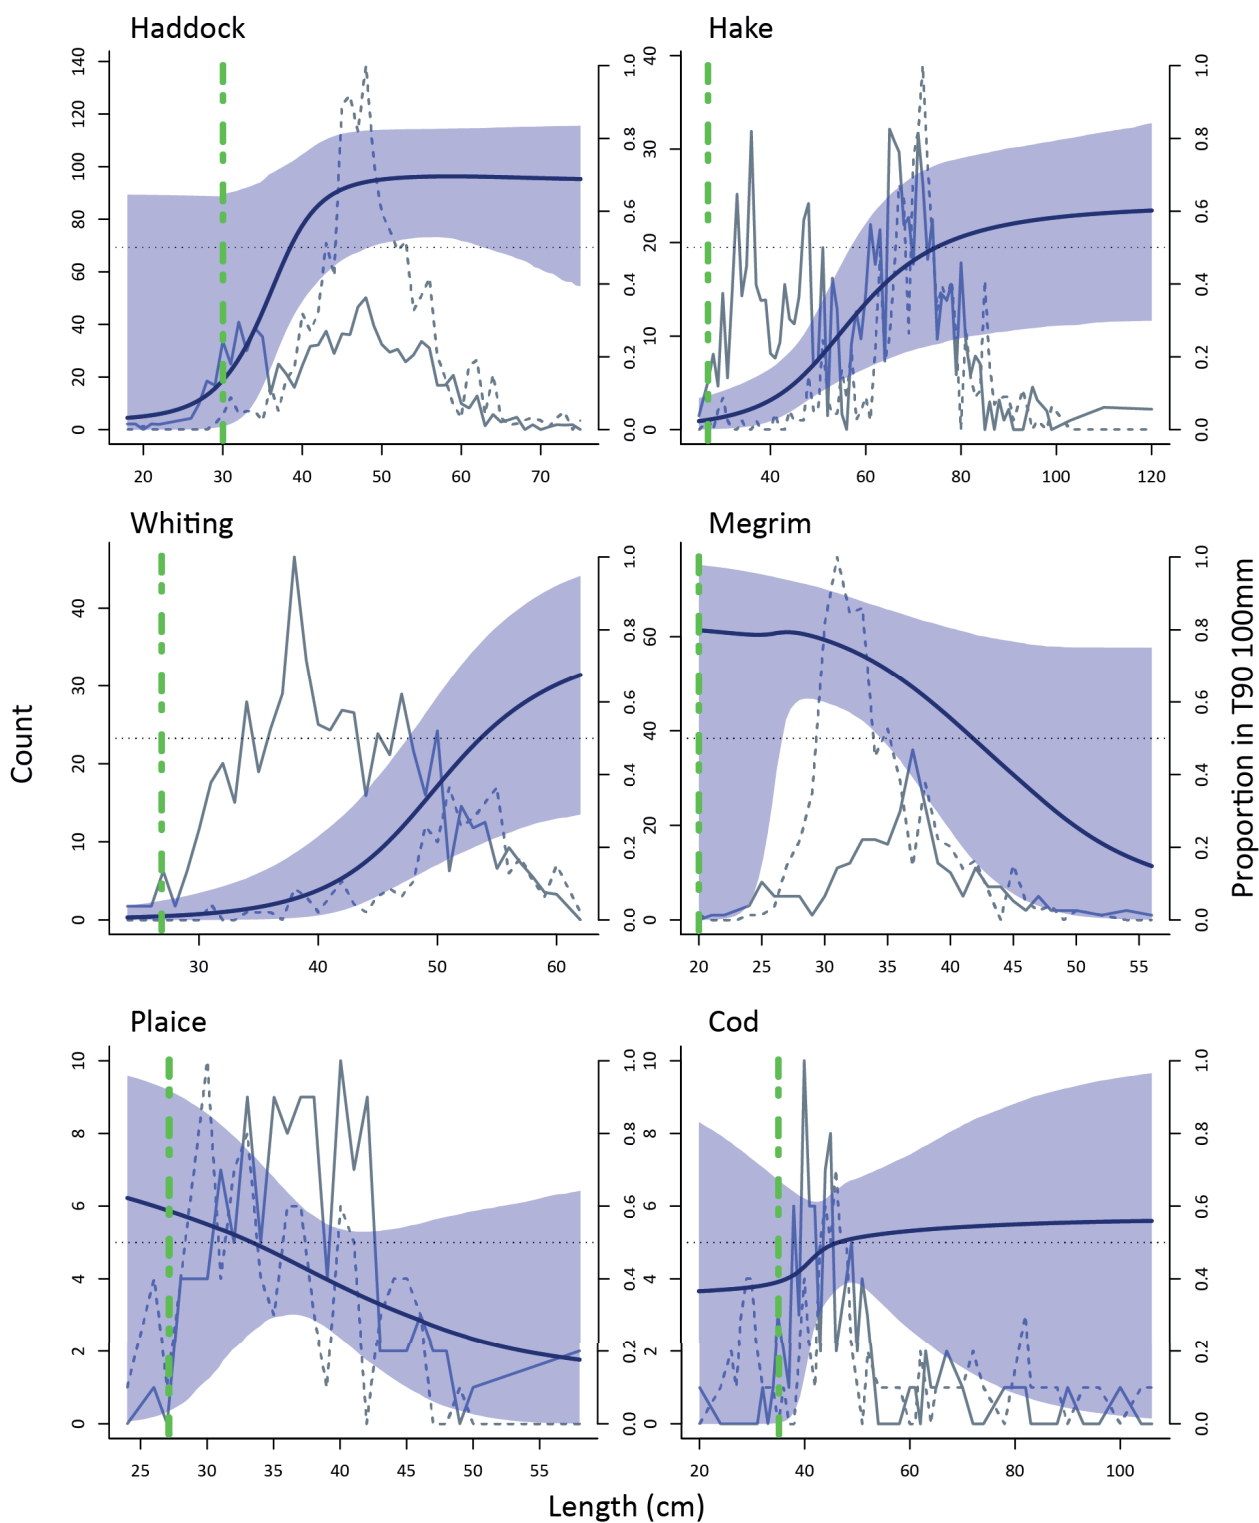 Haddock
Hake
0 20 40 60 80 100 120 140
0.0 0.2 0.4 0.6 0.8 1.0
0 10 20 30 40
0.0 0.2 0.4 0.6 0.8 1.0
20 30 40 50 60 70
40 60 80 100 120
Whiting
Megrim
0 10 20 30 40
0.0 0.2 0.4 0.6 0.8 1.0
0 20 40 60
0.0 0.2 0.4 0.6 0.8 1.0
30 40 50 60
20 25 30 35 40 45 50 55
Count
Proportion in T90 100mm
Plaice
Cod
0 2 4 6 8 10
0.0 0.2 0.4 0.6 0.8 1.0
0 2 4 6 8 10
0.0 0.2 0.4 0.6 0.8 1.0
25 30 35 40 45 50 55
20 40 60 80 100
Length (cm)